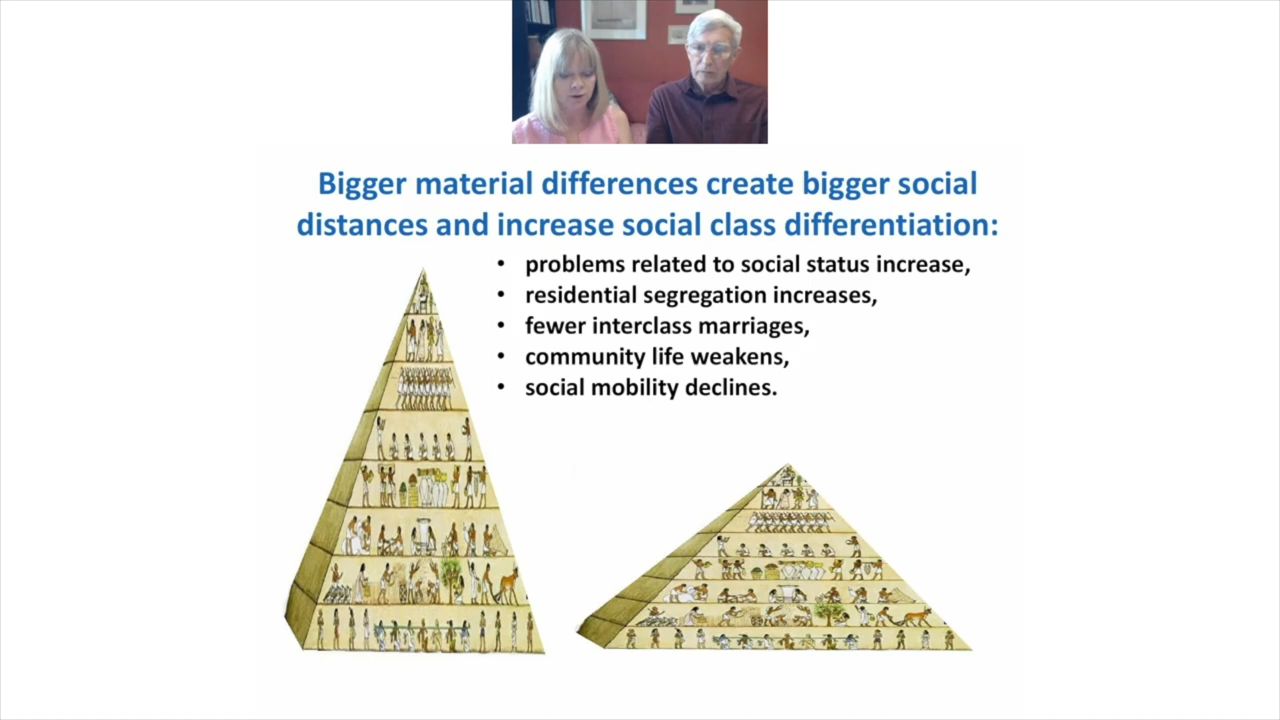 Bigger material differences create bigger social
distances and increase social class differentiation:
• problems related to social status increase,
• residential segregation increases,
• fewer interclass marriages,
• community life weakens,
• social mobility declines.